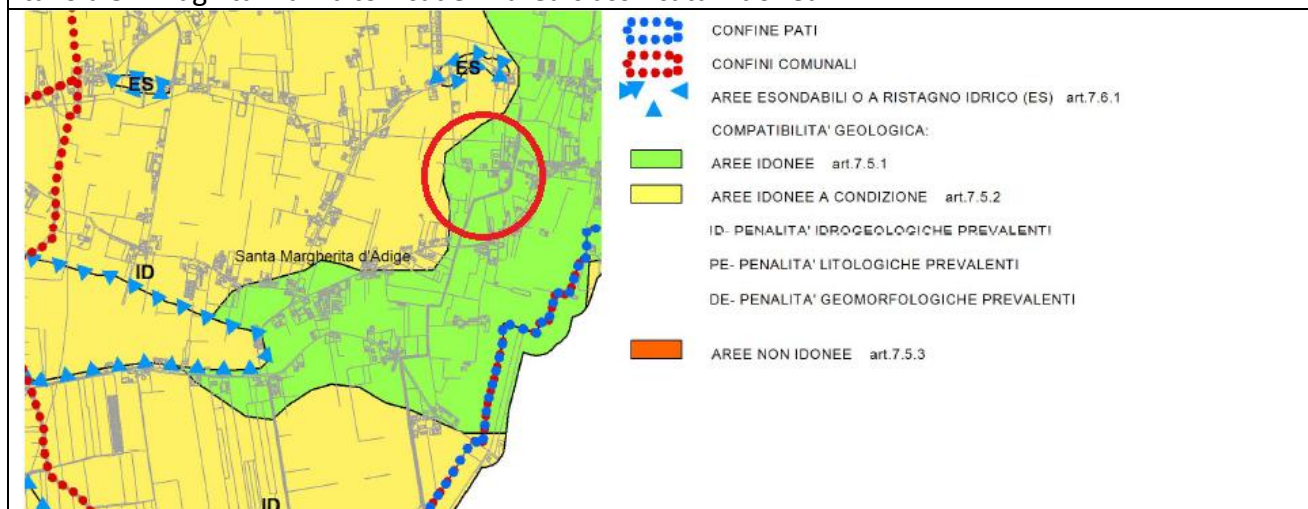 ES
ES
Santa Margherita d'Adige
ID
ID
CONFINE PATI
CONFINI COMUNALI
AREE ESONDABILI O A RISTAGNO IDRICO (ES) art.7.6.1
COMPATIBILITA' GEOLOGICA:
AREE IDONEE art.7.5.1
AREE IDONEE A CONDIZIONE art.7.5.2
ID- PENALITA' IDROGEOLOGICHE PREVALENTI
PE- PENALITA' LITOLOGICHE PREVALENTI
DE- PENALITA' GEOMORFOLOGICHE PREVALENTI
AREE NON IDONEE art.7.5.3